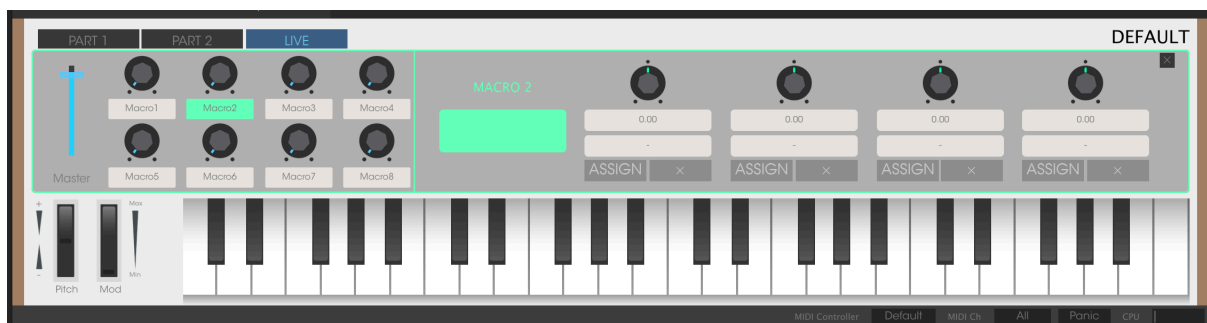 PART 1 PART 2 LIVE DEFAULT
MACRO 2
Macro1 Macro2 Macro3 Macro4
0.00 0.00 0.00 0.00
- - - -
ASSIGN × ASSIGN × ASSIGN × ASSIGN ×
Master Macro5 Macro6 Macro7 Macro8
+ Max
- Min
Pitch Mod
MIDI Controller Default MIDI Ch All Panic CPU